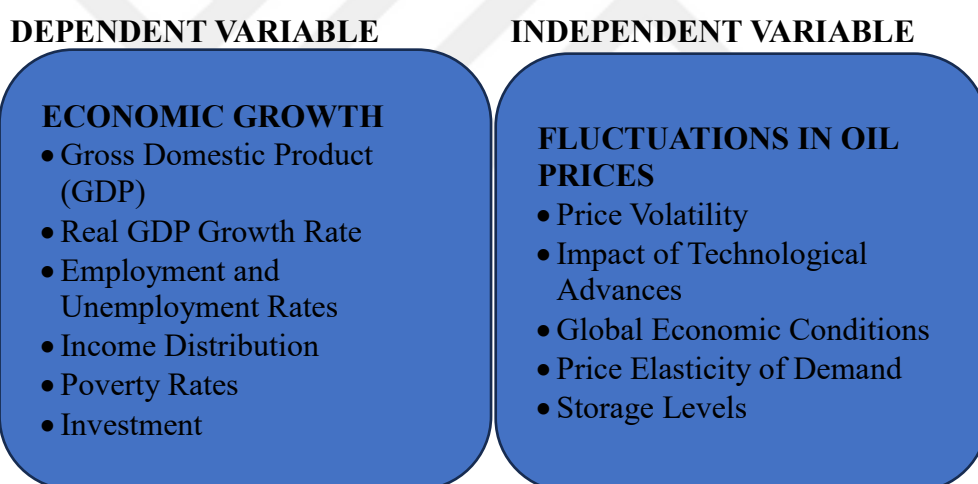 DEPENDENT VARIABLE
ECONOMIC GROWTH
• Gross Domestic Product
(GDP)
• Real GDP Growth Rate
• Employment and
Unemployment Rates
• Income Distribution
• Poverty Rates
• Investment
INDEPENDENT VARIABLE
FLUCTUATIONS IN OIL
PRICES
• Price Volatility
• Impact of Technological
Advances
• Global Economic Conditions
• Price Elasticity of Demand
• Storage Levels